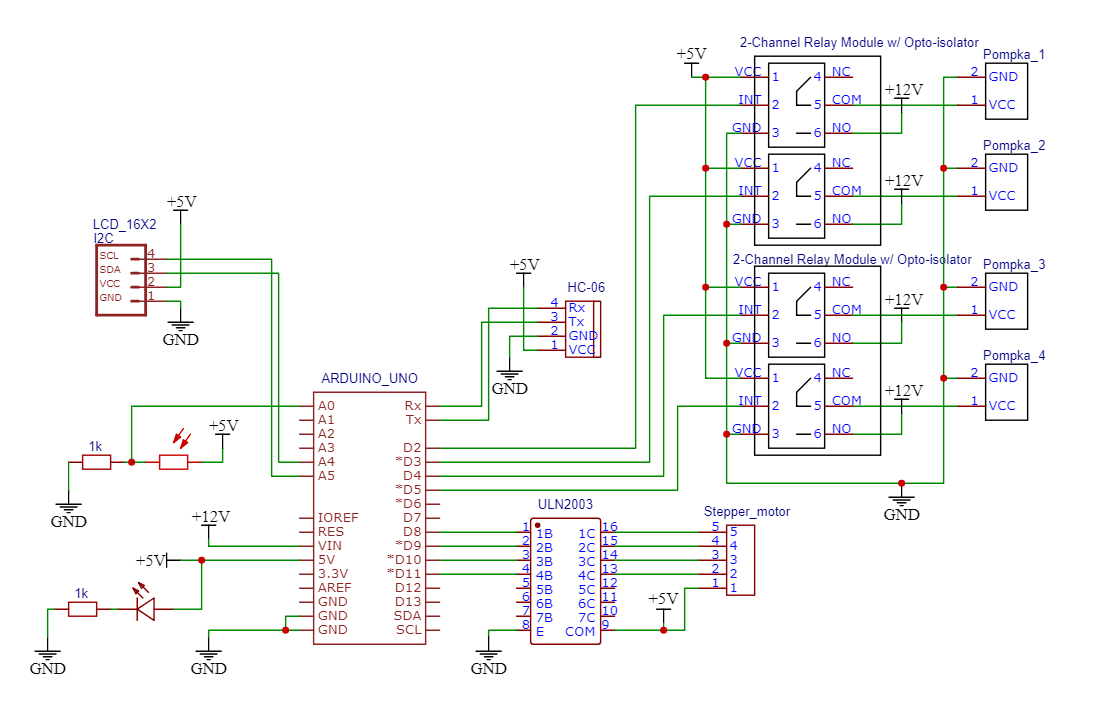 2-Channel Relay Module w/ Opto-isolator
+5V
VCC 1 4 NC
INT 2 5 COM
GND 3 6 NO
+12V
Pompka_1
2 GND
1 VCC
VCC 1 4 NC
INT 2 5 COM
GND 3 6 NO
+12V
Pompka_2
2 GND
1 VCC
2-Channel Relay Module w/ Opto-isolator
VCC 1 4 NC
INT 2 5 COM
GND 3 6 NO
+12V
Pompka_3
2 GND
1 VCC
VCC 1 4 NC
INT 2 5 COM
GND 3 6 NO
+12V
Pompka_4
2 GND
1 VCC
GND
+5V
LCD_16X2
I2C
SCL 4
SDA 3
VCC 2
GND 1
GND
+5V
HC-06
4 Rx
3 Tx
2 GND
1 VCC
GND
ARDUINO_UNO
A0 Rx
A1 Tx
A2
A3 D2
A4 *D3
A5 D4
*D5
*D6
IOREF D7
RES D8
VIN *D9
5V *D10
3.3V *D11
AREF D12
GND D13
GND SDA
GND SCL
1k
+5V
GND
+12V
+5V
1k
GND
GND
ULN2003
1 1B 1C 16
2 2B 2C 15
3 3B 3C 14
4 4B 4C 13
5 5B 5C 12
6 6B 6C 11
7 7B 7C 10
8 E COM 9
GND
+5V
Stepper_motor
5 5
4 4
3 3
2 2
1 1